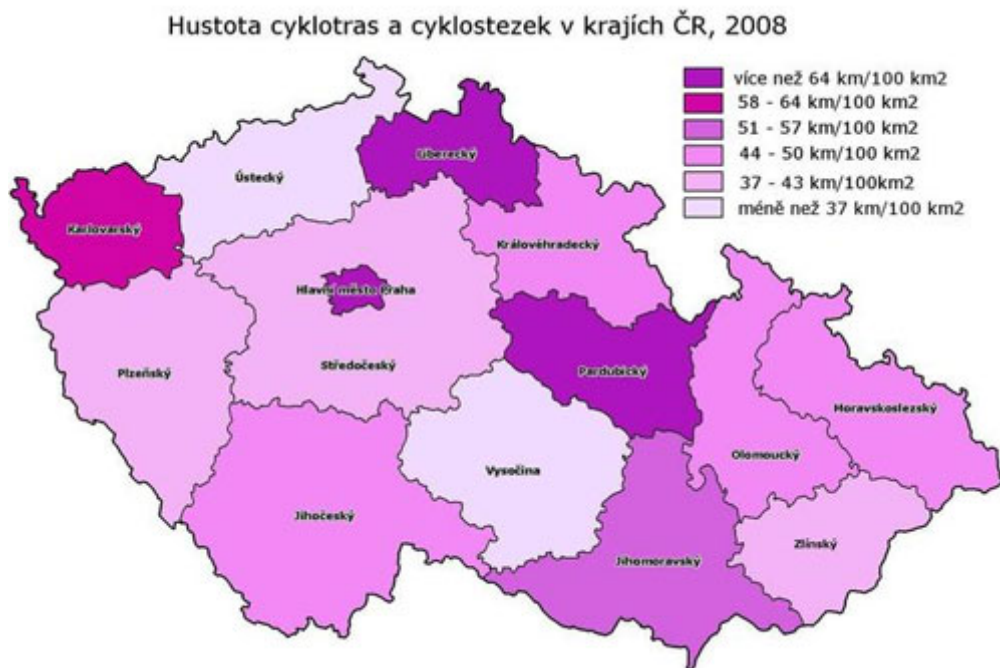 Hustota cyklotras a cyklostezek v krajích ČR, 2008
více než 64 km/100 km2
58 - 64 km/100 km2
51 - 57 km/100 km2
44 - 50 km/100 km2
37 - 43 km/100km2
méně než 37 km/100 km2
Liberecký
Ústecký
Karlovarský
Královéhradecký
Hlavní město Praha
Středočeský
Plzeňský
Pardubický
Moravskoslezský
Olomoucký
Vysočina
Jihočeský
Zlínský
Jihomoravský